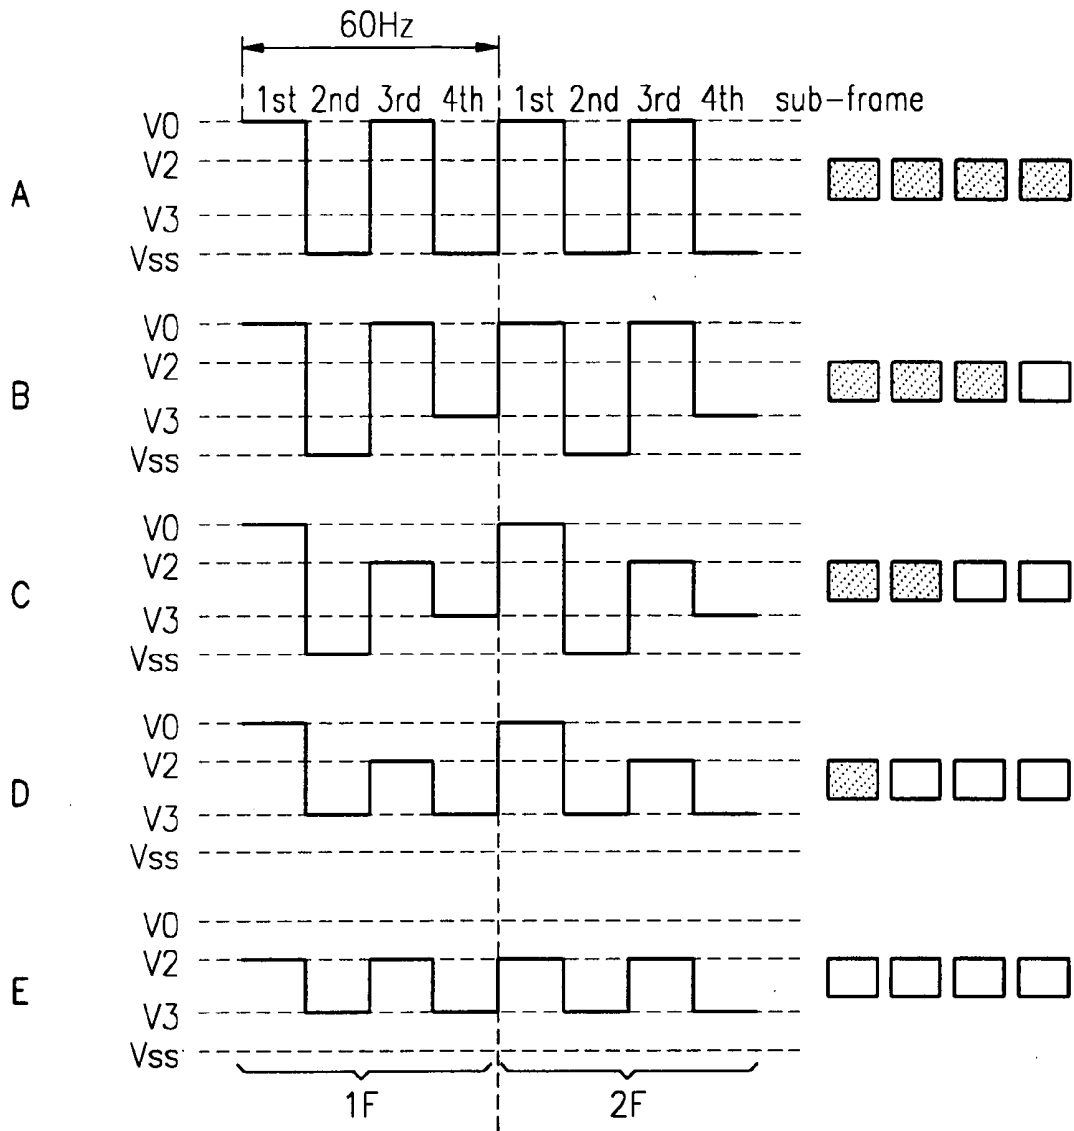 60Hz
1st 2nd 3rd 4th 1st 2nd 3rd 4th sub-frame
V0
V2
A
V3
Vss
V0
V2
B
V3
Vss
V0
V2
C
V3
Vss
V0
V2
D
V3
Vss
V0
V2
E
V3
Vss
1F 2F